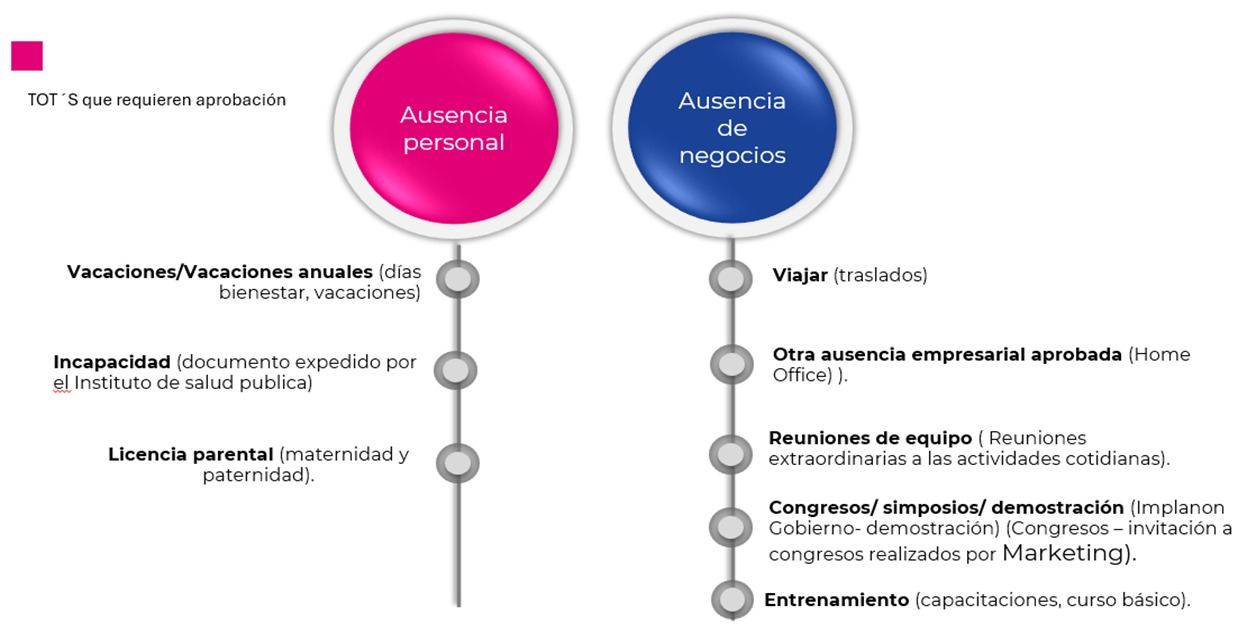 TOT ´S que requieren aprobación
Ausencia
personal
Vacaciones/Vacaciones anuales (días
bienestar, vacaciones)
Incapacidad (documento expedido por
el Instituto de salud publica)
Licencia parental (maternidad y
paternidad).
Ausencia
de
negocios
Viajar (traslados)
Otra ausencia empresarial aprobada (Home
Office) ).
Reuniones de equipo ( Reuniones
extraordinarias a las actividades cotidianas).
Congresos/ simposios/ demostración (Implanon
Gobierno- demostración) (Congresos – invitación a
congresos realizados por Marketing).
Entrenamiento (capacitaciones, curso básico).